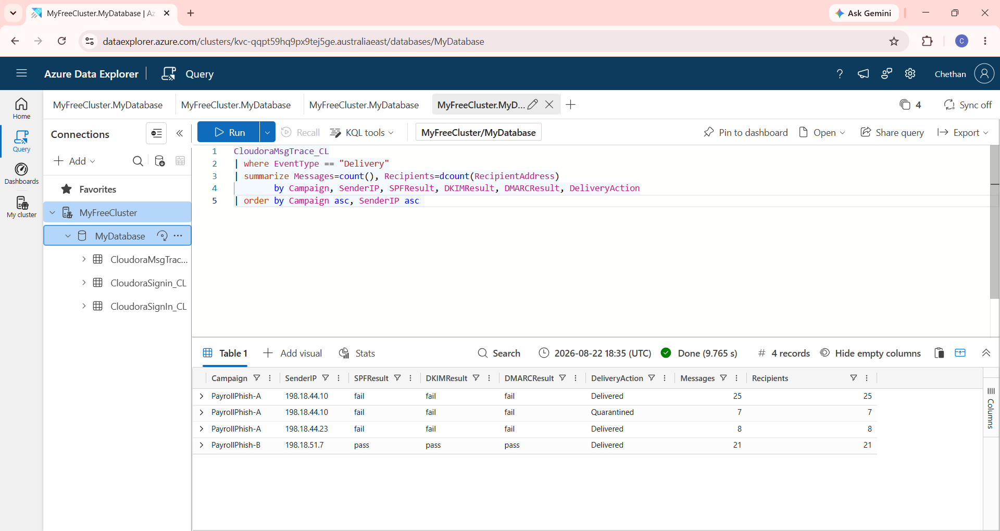 MyFreeCluster.MyDatabase | Az
Ask Gemini
dataexplorer.azure.com/clusters/kvc-qqpt59hq9px9tej5ge.australiaeast/databases/MyDatabase
C
Azure Data Explorer
Query
Chethan
Home
Query
Dashboards
My cluster
MyFreeCluster.MyDatabase
MyFreeCluster.MyDatabase
MyFreeCluster.MyDatabase
MyFreeCluster.MyD...
4
Sync off
Connections
Add
Favorites
MyFreeCluster
MyDatabase
CloudoraMsgTrac...
CloudoraSignin_CL
CloudoraSignIn_CL
Run
Recall
KQL tools
MyFreeCluster/MyDatabase
Pin to dashboard
Open
Share query
Export
1 CloudoraMsgTrace_CL
2 | where EventType == "Delivery"
3 | summarize Messages=count(), Recipients=dcount(RecipientAddress)
4 by Campaign, SenderIP, SPFResult, DKIMResult, DMARCResult, DeliveryAction
5 | order by Campaign asc, SenderIP asc
Table 1
Add visual
Stats
Search
2026-08-22 18:35 (UTC)
Done (9.765 s)
# 4 records
Hide empty columns
Campaign SenderIP SPFResult DKIMResult DMARCResult DeliveryAction Messages Recipients
PayrollPhish-A 198.18.44.10 fail fail fail Delivered 25 25
PayrollPhish-A 198.18.44.10 fail fail fail Quarantined 7 7
PayrollPhish-A 198.18.44.23 fail fail fail Delivered 8 8
PayrollPhish-B 198.18.51.7 pass pass pass Delivered 21 21
Columns